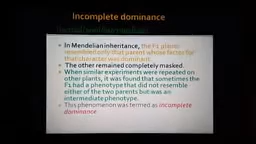 Incomplete dominance
In Mendelian inheritance, the F1 plants
resembled only that parent whose factor for
that character was dominant.
The other remained completely masked.
When similar experiments were repeated on
other plants, it was found that sometimes the
F1 had a phenotype that did not resemble
either of the two parents but was an
intermediate phenotype.
This phenomenon was termed as incomplete
dominance.